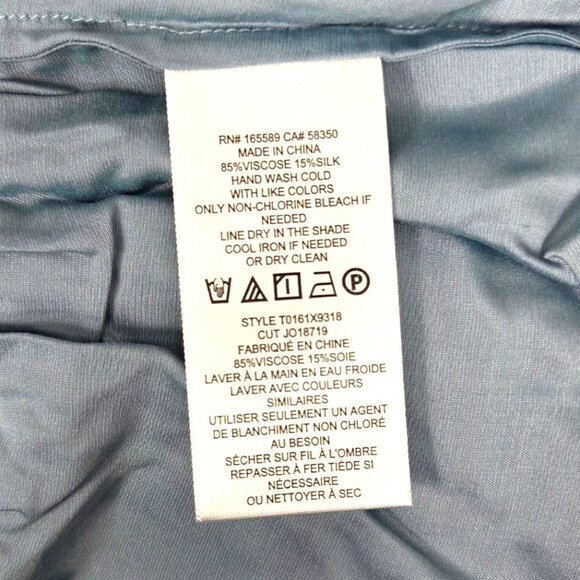 RN# 165589 CA# 58350
MADE IN CHINA
85%VISCOSE 15%SILK
HAND WASH COLD
WITH LIKE COLORS
ONLY NON-CHLORINE BLEACH IF
NEEDED
LINE DRY IN THE SHADE
COOL IRON IF NEEDED
OR DRY CLEAN
P
STYLE T0161X9318
CUT JO18719
FABRIQUÉ EN CHINE
85%VISCOSE 15%SOIE
LAVER À LA MAIN EN EAU FROIDE
LAVER AVEC COULEURS
SIMILAIRES
UTILISER SEULEMENT UN AGENT
DE BLANCHIMENT NON CHLORÉ
AU BESOIN
SÉCHER SUR FIL À L'OMBRE
REPASSER À FER TIÉDE SI
NÉCESSAIRE
OU NETTOYER À SEC